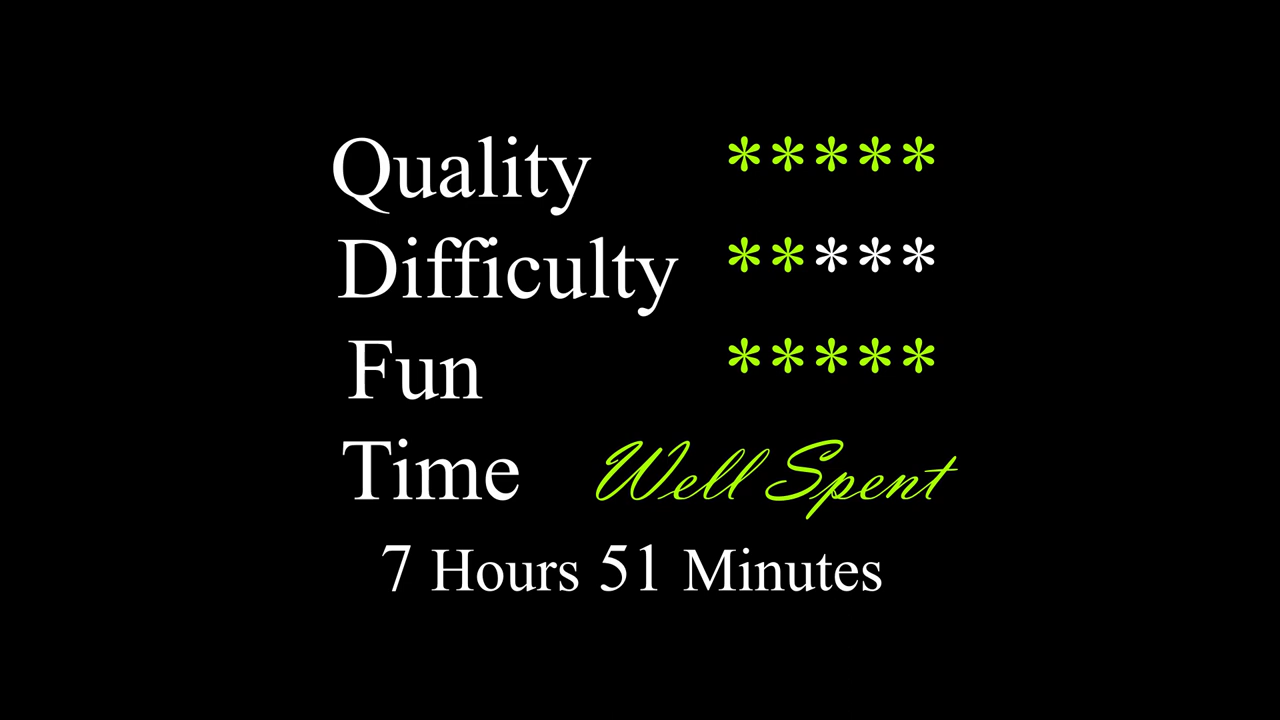 Quality *****
Difficulty *****
Fun *****
Time Well Spent
7 Hours 51 Minutes